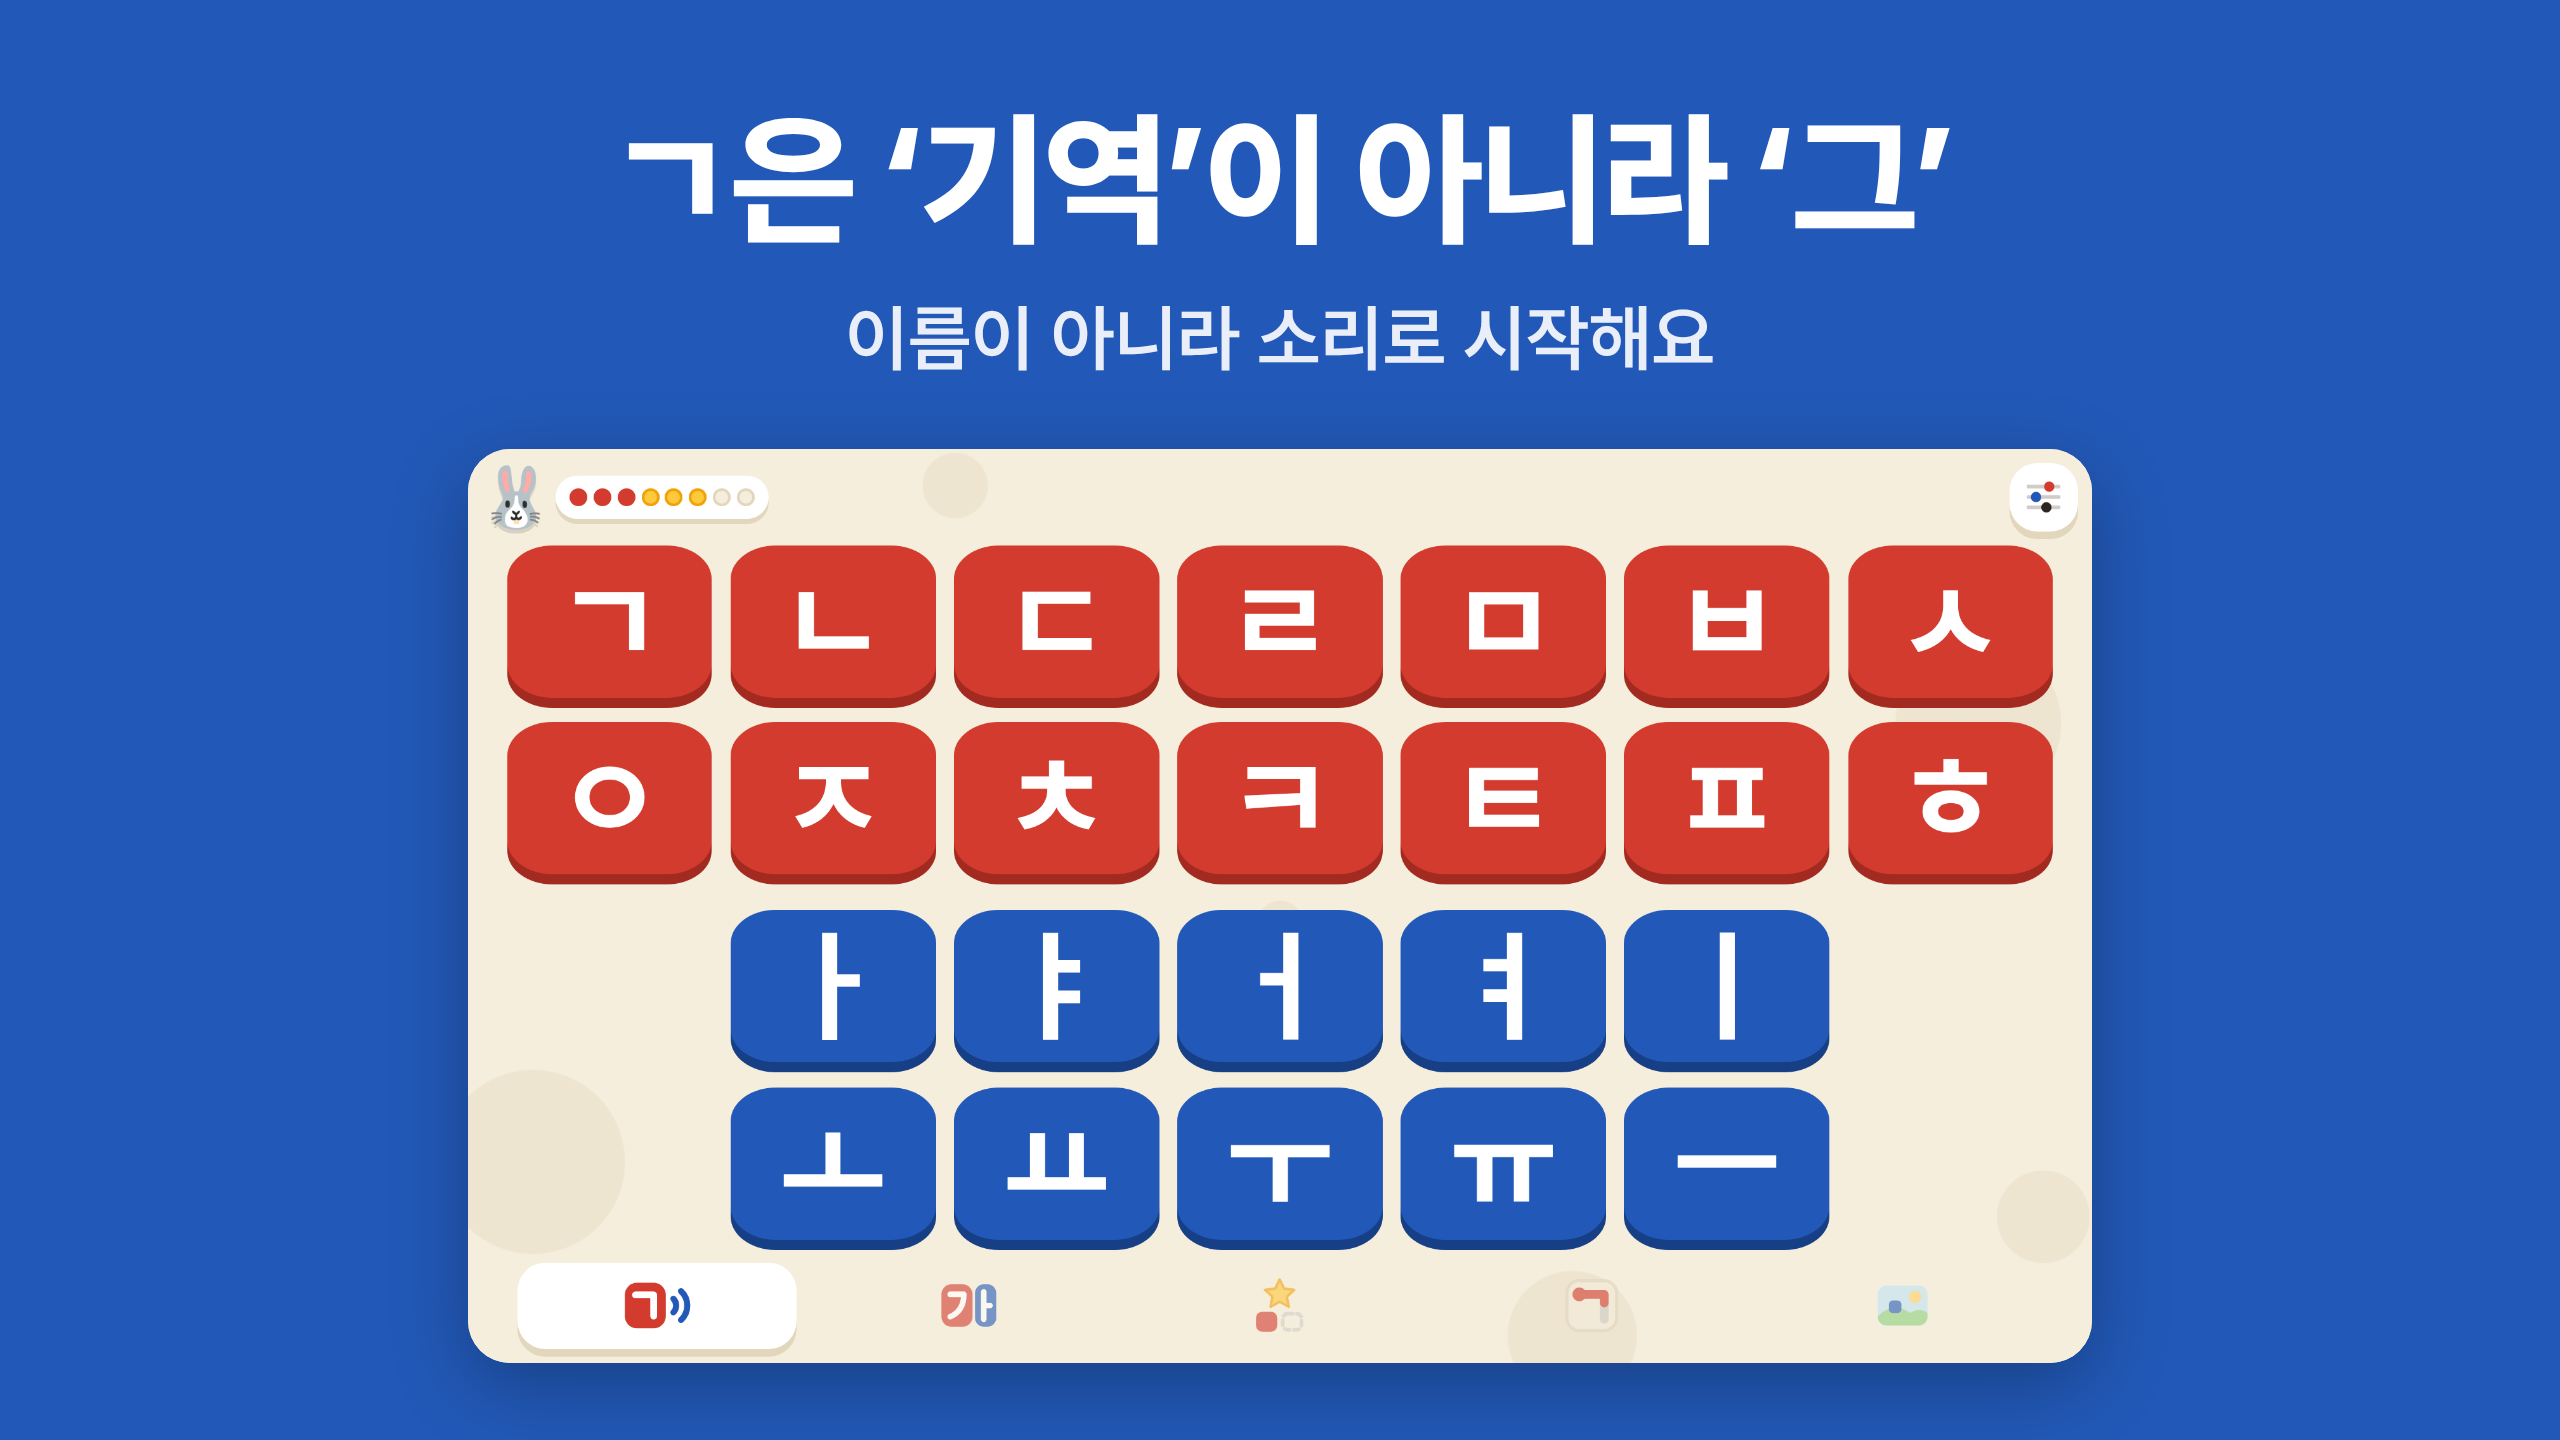 ㄱ은 ‘기역’이 아니라 ‘그’
이름이 아니라 소리로 시작해요
ㄱ ㄴ ㄷ ㄹ ㅁ ㅂ ㅅ
ㅇ ㅈ ㅊ ㅋ ㅌ ㅍ ㅎ
ㅏ ㅑ ㅓ ㅕ ㅣ
ㅗ ㅛ ㅜ ㅠ ㅡ
ㄱ 가 ㄱ